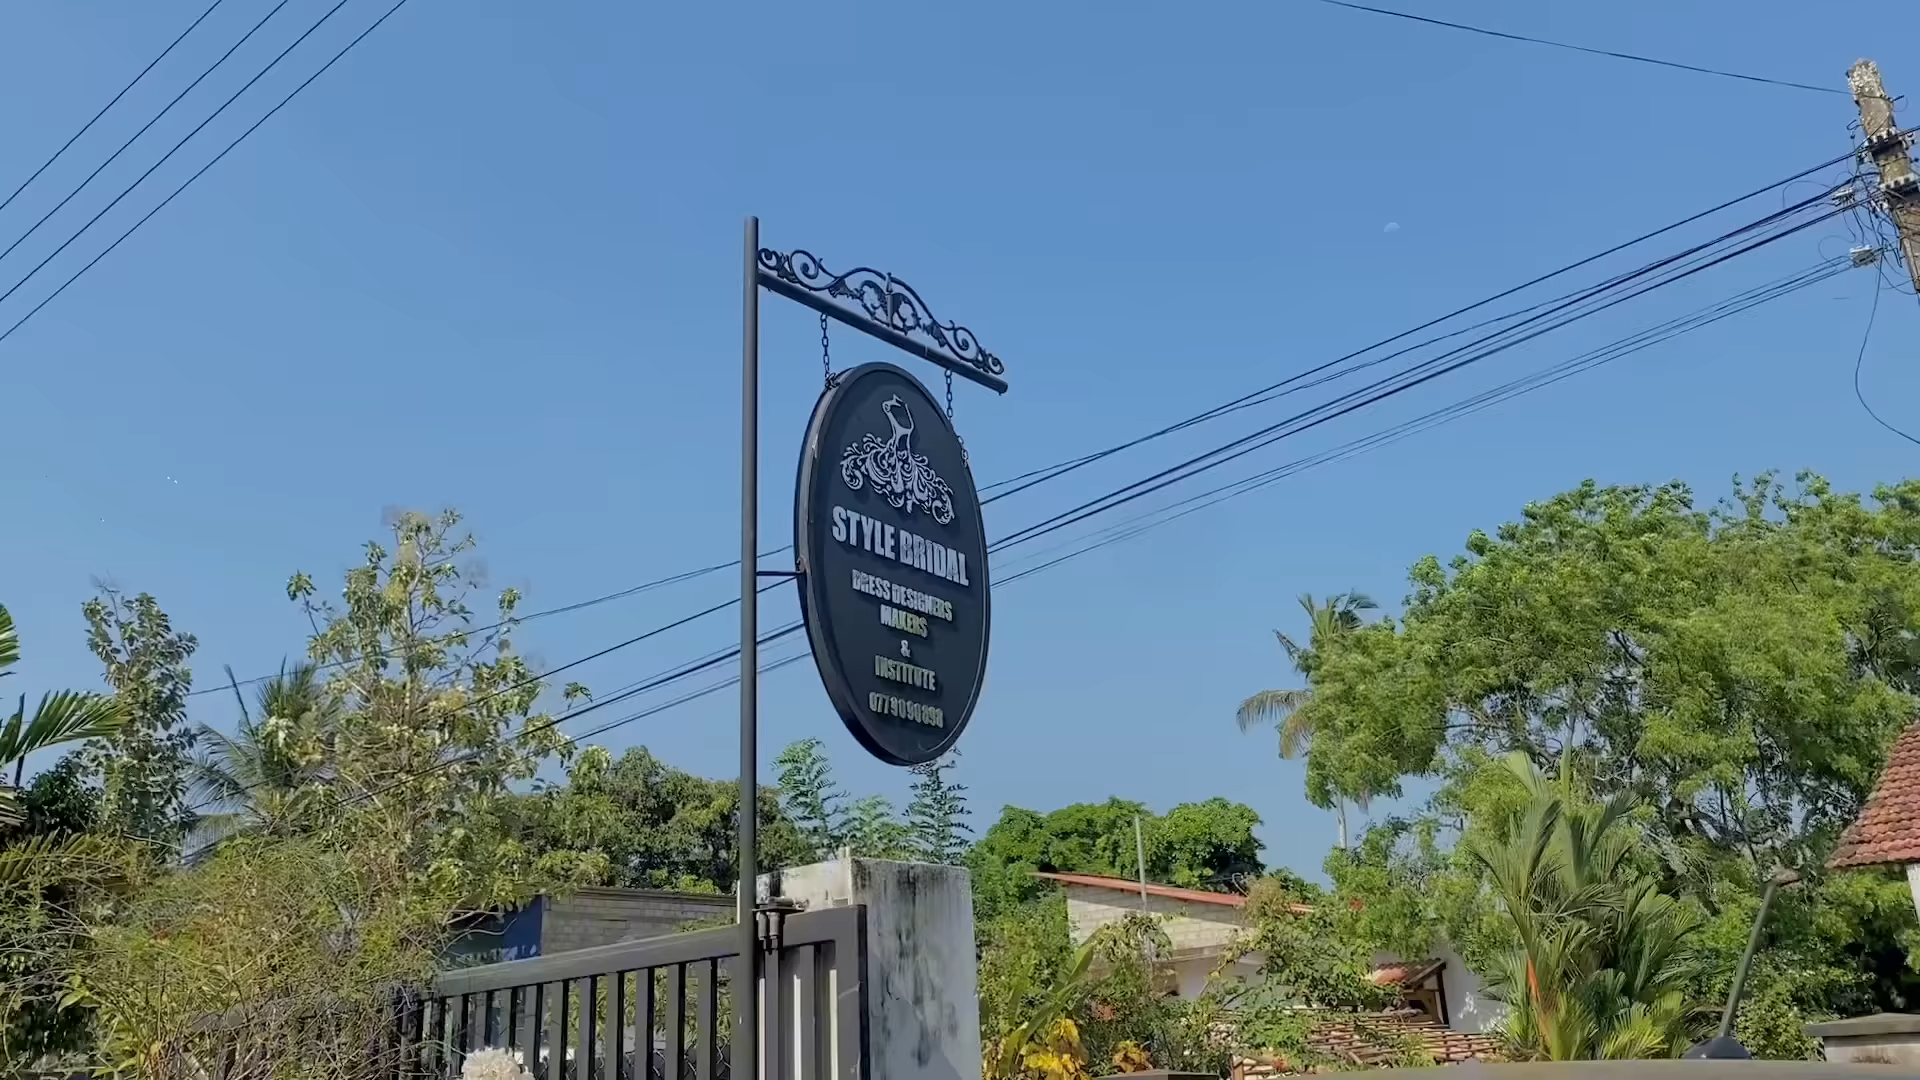 STYLE BRIDAL
DRESS DESIGNERS
MAKERS
&
INSTITUTE